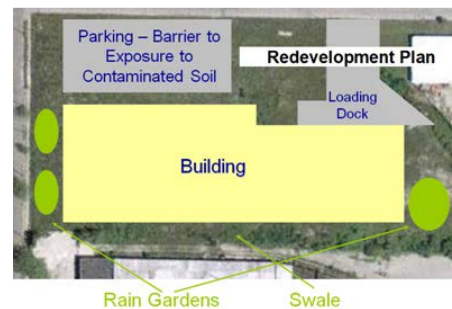 Parking – Barrier to
Exposure to
Contaminated Soil
Redevelopment Plan
Loading
Dock
Building
Rain Gardens
Swale